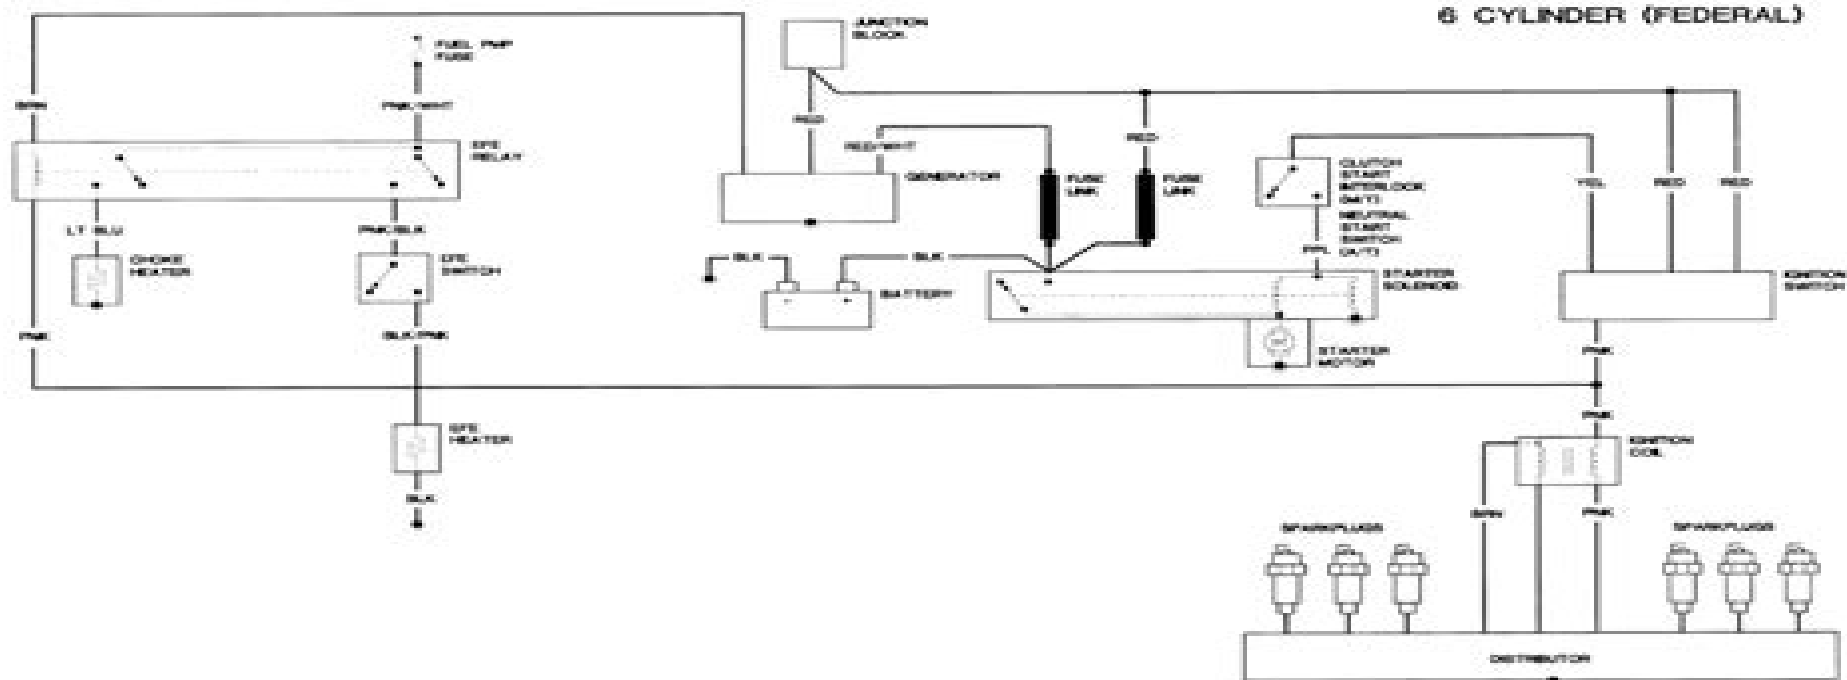 6 CYLINDER (FEDERAL)
JUNCTION
BLOCK
FUEL PMP
FUSE
BRN
PNK/WHT
RED
RED/WHT
RED
EFE
RELAY
GENERATOR
FUSE
LINK
FUSE
LINK
CLUTCH
START
INTERLOCK
(M/T)
NEUTRAL
START
SWITCH
(A/T)
YEL
RED
RED
LT BLU
PNK/BLK
PPL
CHOKE
HEATER
EFE
SWITCH
BLK
BLK
BATTERY
STARTER
SOLENOID
IGNITION
SWITCH
PNK
BLK/PNK
STARTER
MOTOR
PNK
PNK
EFE
HEATER
IGNITION
COIL
BLK
BRN
PNK
SPARKPLUGS
SPARKPLUGS
DISTRIBUTOR